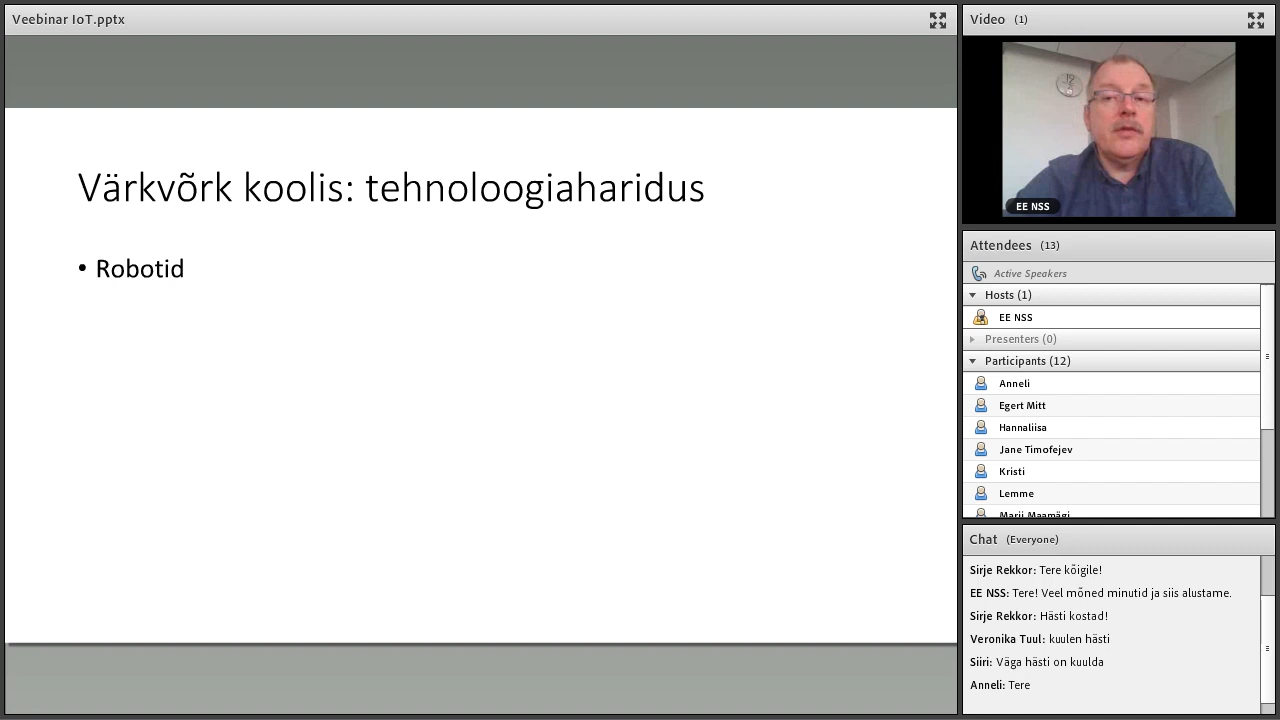 Veebinar IoT.pptx
Värkvõrk koolis: tehnoloogiaharidus
• Robotid
Video (1)
EE NSS
Attendees (13)
Active Speakers
Hosts (1)
EE NSS
Presenters (0)
Participants (12)
Anneli
Egert Mitt
Hannaliisa
Jane Timofejev
Kristi
Lemme
Marii Maamägi
Chat (Everyone)
Sirje Rekkor: Tere kõigile!
EE NSS: Tere! Veel mõned minutid ja siis alustame.
Sirje Rekkor: Hästi kostad!
Veronika Tuul: kuulen hästi
Siiri: Väga hästi on kuulda
Anneli: Tere